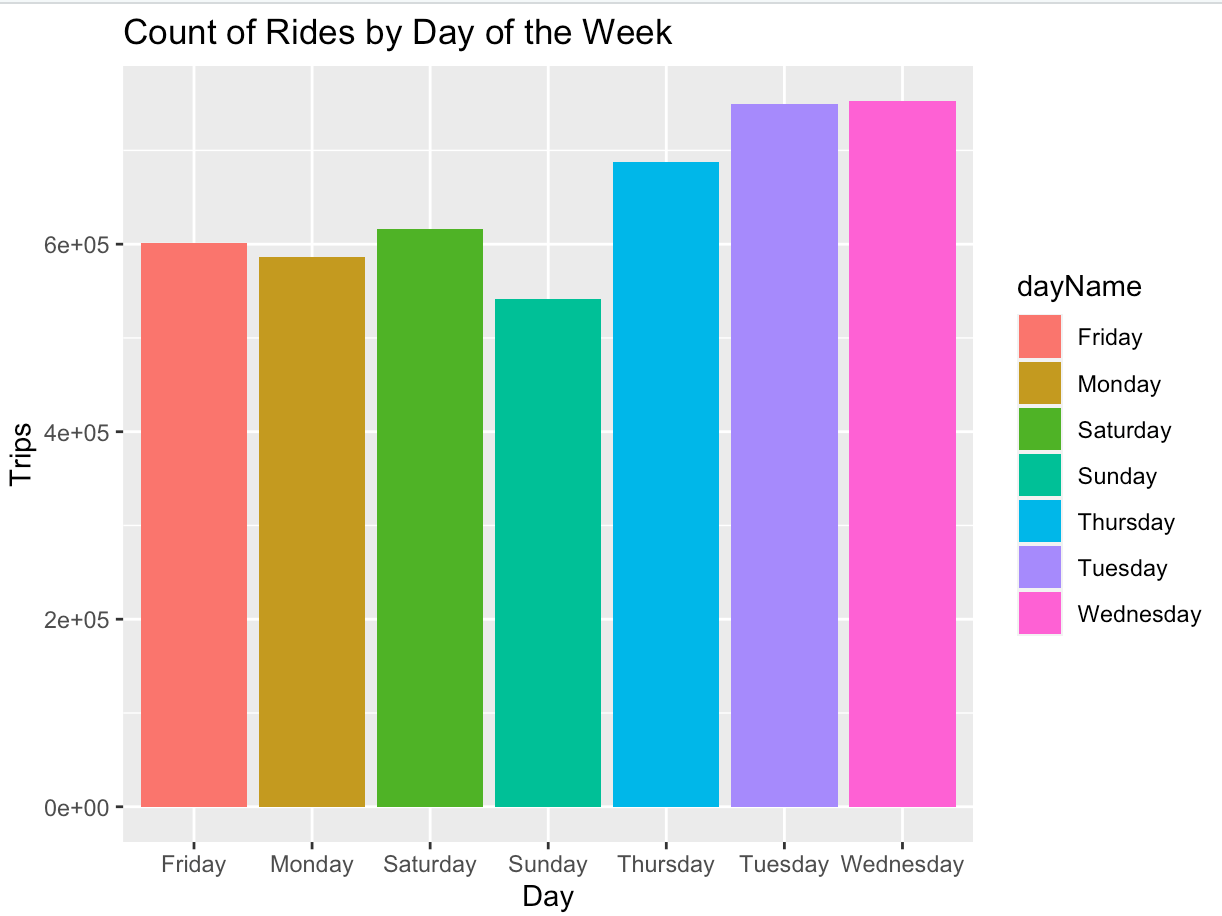 Count of Rides by Day of the Week
Trips
6e+05
4e+05
2e+05
0e+00
Friday Monday Saturday Sunday Thursday Tuesday Wednesday
Day
dayName
Friday
Monday
Saturday
Sunday
Thursday
Tuesday
Wednesday